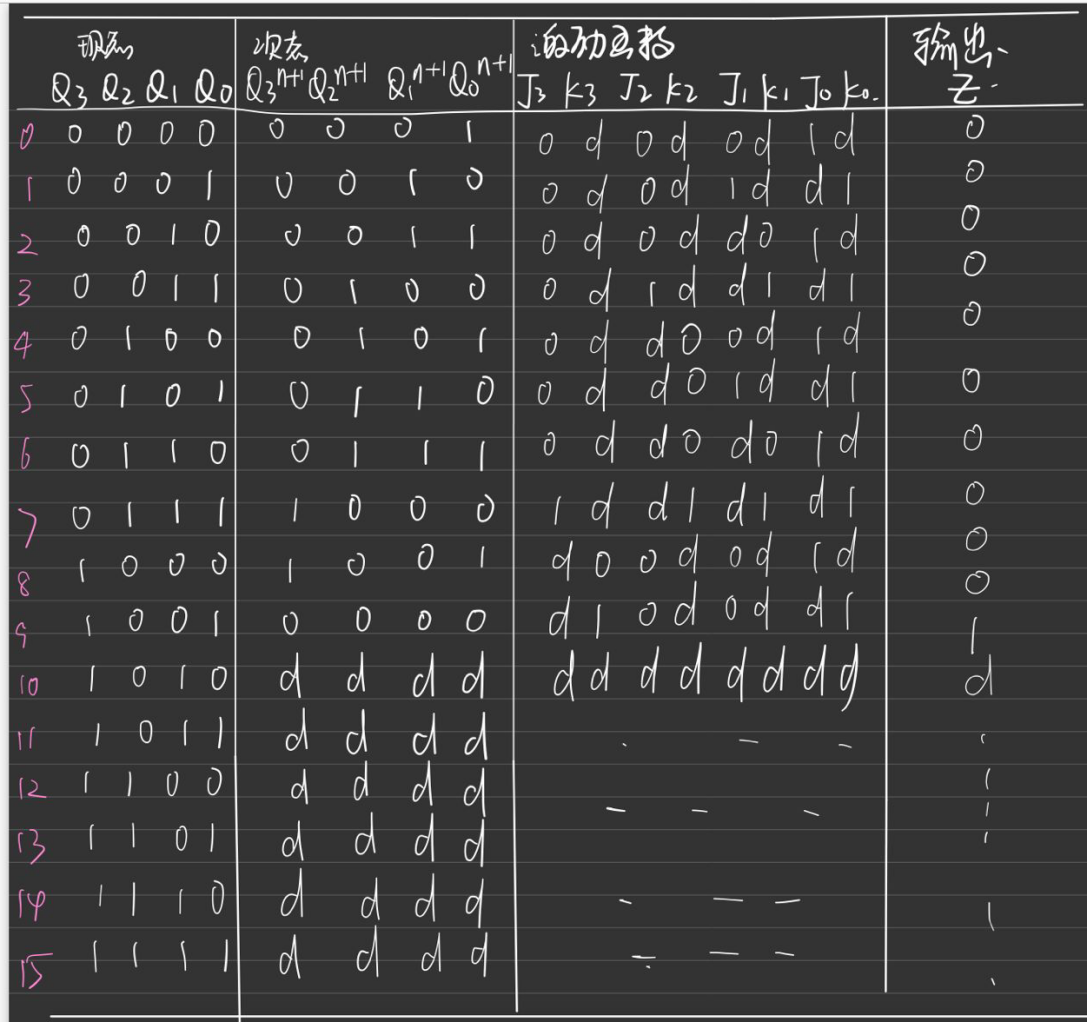 现态 次态 激励函数 输出
Q3 Q2 Q1 Q0 Q3^n+1 Q2^n+1 Q1^n+1 Q0^n+1 J3 K3 J2 K2 J1 K1 J0 K0. Z.
0 0 0 0 0 0 0 0 1 0 d 0 d 0 d 1 d 0
1 0 0 0 1 0 0 1 0 0 d 0 d 1 d d 1 0
2 0 0 1 0 0 0 1 1 0 d 0 d d 0 1 d 0
3 0 0 1 1 0 1 0 0 0 d 1 d d 1 d 1 0
4 0 1 0 0 0 1 0 1 0 d d 0 0 d 1 d 0
5 0 1 0 1 0 1 1 0 0 d d 0 1 d d 1 0
6 0 1 1 0 0 1 1 1 0 d d 0 d 0 1 d 0
7 0 1 1 1 1 0 0 0 1 d d 1 d 1 d 1 0
8 1 0 0 0 1 0 0 1 d 0 0 d 0 d 1 d 0
0
9 1 0 0 1 0 0 0 0 d 1 0 d 0 d d 1 1
10 1 0 1 0 d d d d d d d d d d d d d
11 1 0 1 1 d d d d
12 1 1 0 0 d d d d
13 1 1 0 1 d d d d
14 1 1 1 0 d d d d
15 1 1 1 1 d d d d